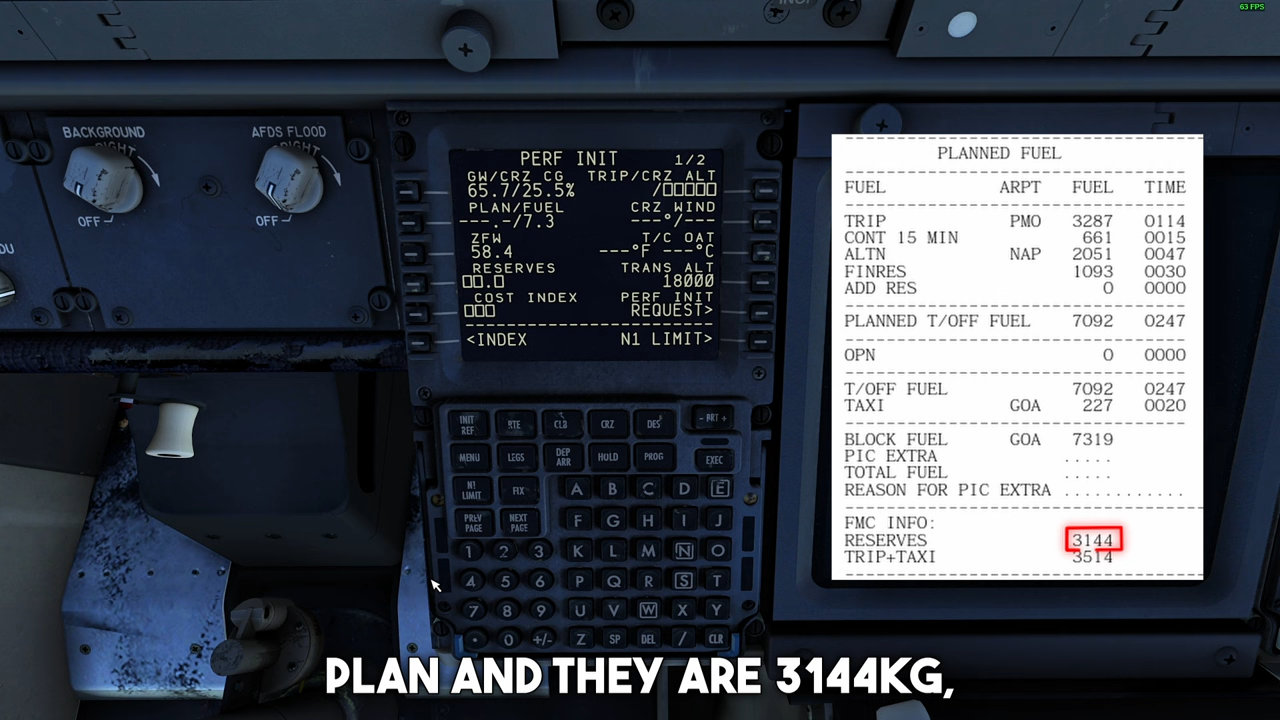 63 FPS
BACKGROUND
RIGHT
OFF
AFDS FLOOD
RIGHT
OFF
DU
PERF INIT 1/2
GW/CRZ CG TRIP/CRZ ALT
65.7/25.5% /□□□□□
PLAN/FUEL CRZ WIND
---.-/7.3 ---°/---
ZFW T/C OAT
58.4 ---°F ---°C
RESERVES TRANS ALT
□□.□ 18000
COST INDEX PERF INIT
□□□ REQUEST>
------------------------
<INDEX N1 LIMIT>
INIT REF RTE CLB CRZ DES - BRT +
MENU LEGS DEP ARR HOLD PROG EXEC
N1 LIMIT FIX A B C D E
PREV PAGE NEXT PAGE F G H I J
1 2 3 K L M N O
4 5 6 P Q R S T
7 8 9 U V W X Y
. 0 +/- Z SP DEL / CLR
PLANNED FUEL
FUEL ARPT FUEL TIME
TRIP PMO 3287 0114
CONT 15 MIN 661 0015
ALTN NAP 2051 0047
FINRES 1093 0030
ADD RES 0 0000
PLANNED T/OFF FUEL 7092 0247
OPN 0 0000
T/OFF FUEL 7092 0247
TAXI GOA 227 0020
BLOCK FUEL GOA 7319
PIC EXTRA .....
TOTAL FUEL .....
REASON FOR PIC EXTRA ............
FMC INFO:
RESERVES 3144
TRIP+TAXI 3514
PLAN AND THEY ARE 3144KG,